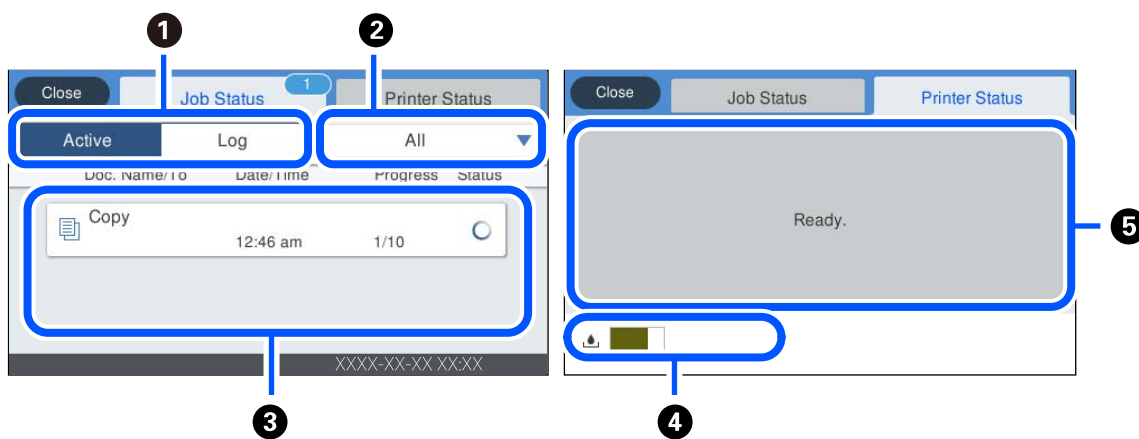 1
2
Close
Job Status
1
Printer Status
Active
Log
All
Doc. Name/To
Date/Time
Progress
Status
Copy
12:46 am
1/10
XXXX-XX-XX XX:XX
3
Close
Job Status
Printer Status
Ready.
5
4